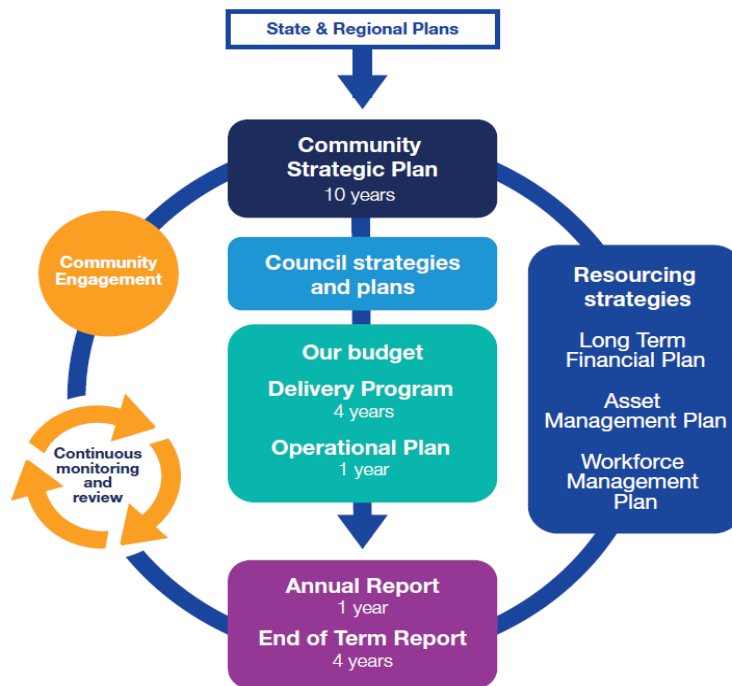 State & Regional Plans
Community
Strategic Plan
10 years
Community
Engagement
Council strategies
and plans
Our budget
Delivery Program
4 years
Operational Plan
1 year
Resourcing
strategies
Long Term
Financial Plan
Asset
Management Plan
Workforce
Management
Plan
Continuous
monitoring
and
review
Annual Report
1 year
End of Term Report
4 years